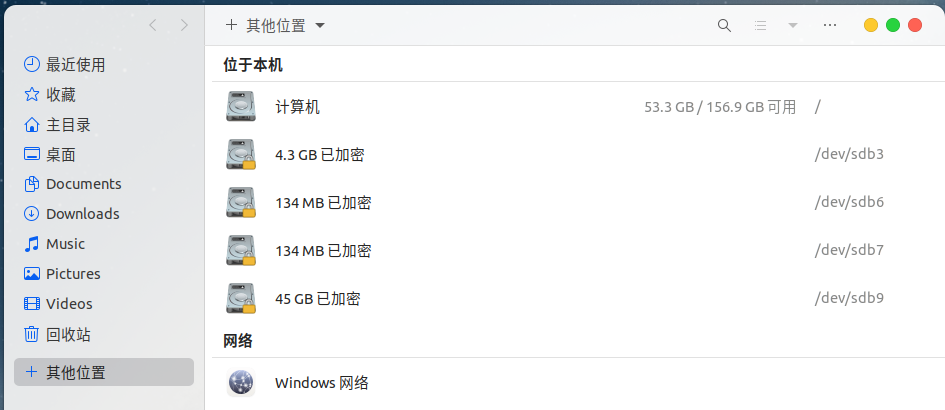 其他位置
最近使用
收藏
主目录
桌面
Documents
Downloads
Music
Pictures
Videos
回收站
其他位置
位于本机
计算机 53.3 GB / 156.9 GB 可用 /
4.3 GB 已加密 /dev/sdb3
134 MB 已加密 /dev/sdb6
134 MB 已加密 /dev/sdb7
45 GB 已加密 /dev/sdb9
网络
Windows 网络